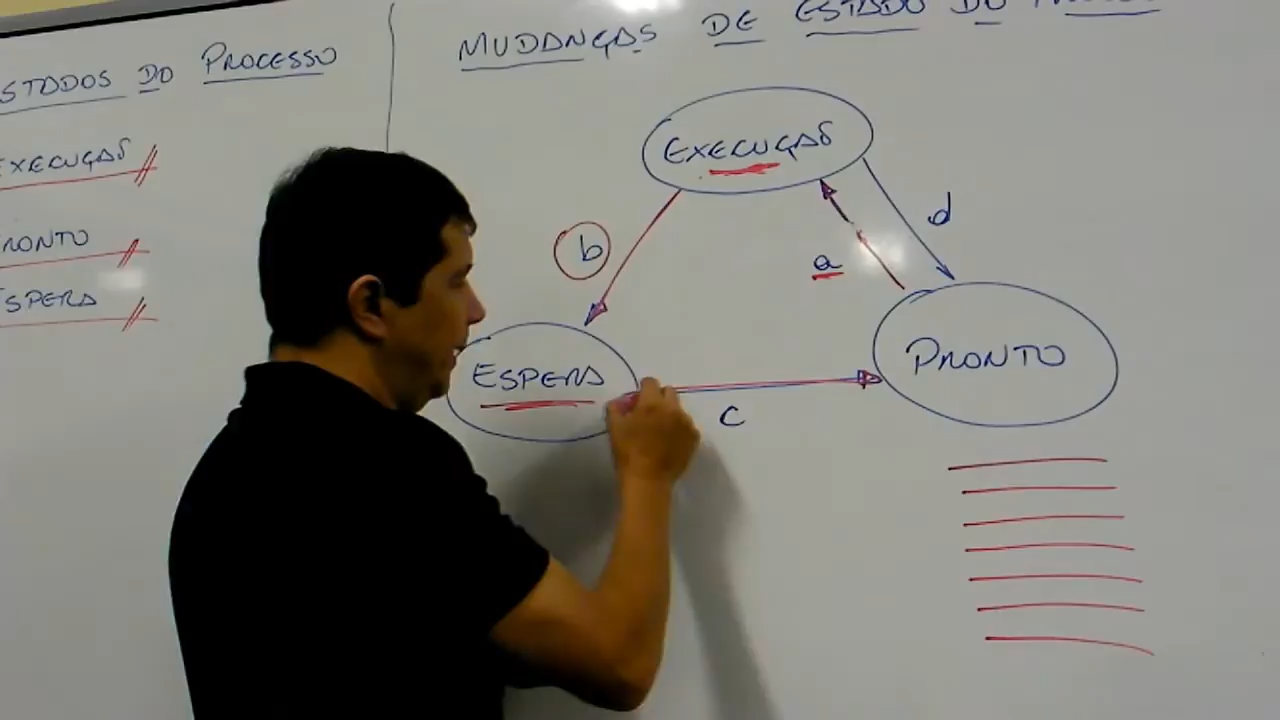 ESTADOS DO PROCESSO
EXECUÇÃO
PRONTO
ESPERA
MUDANÇAS DE ESTADO DO
EXECUÇÃO
b
d
a
ESPERA
PRONTO
c